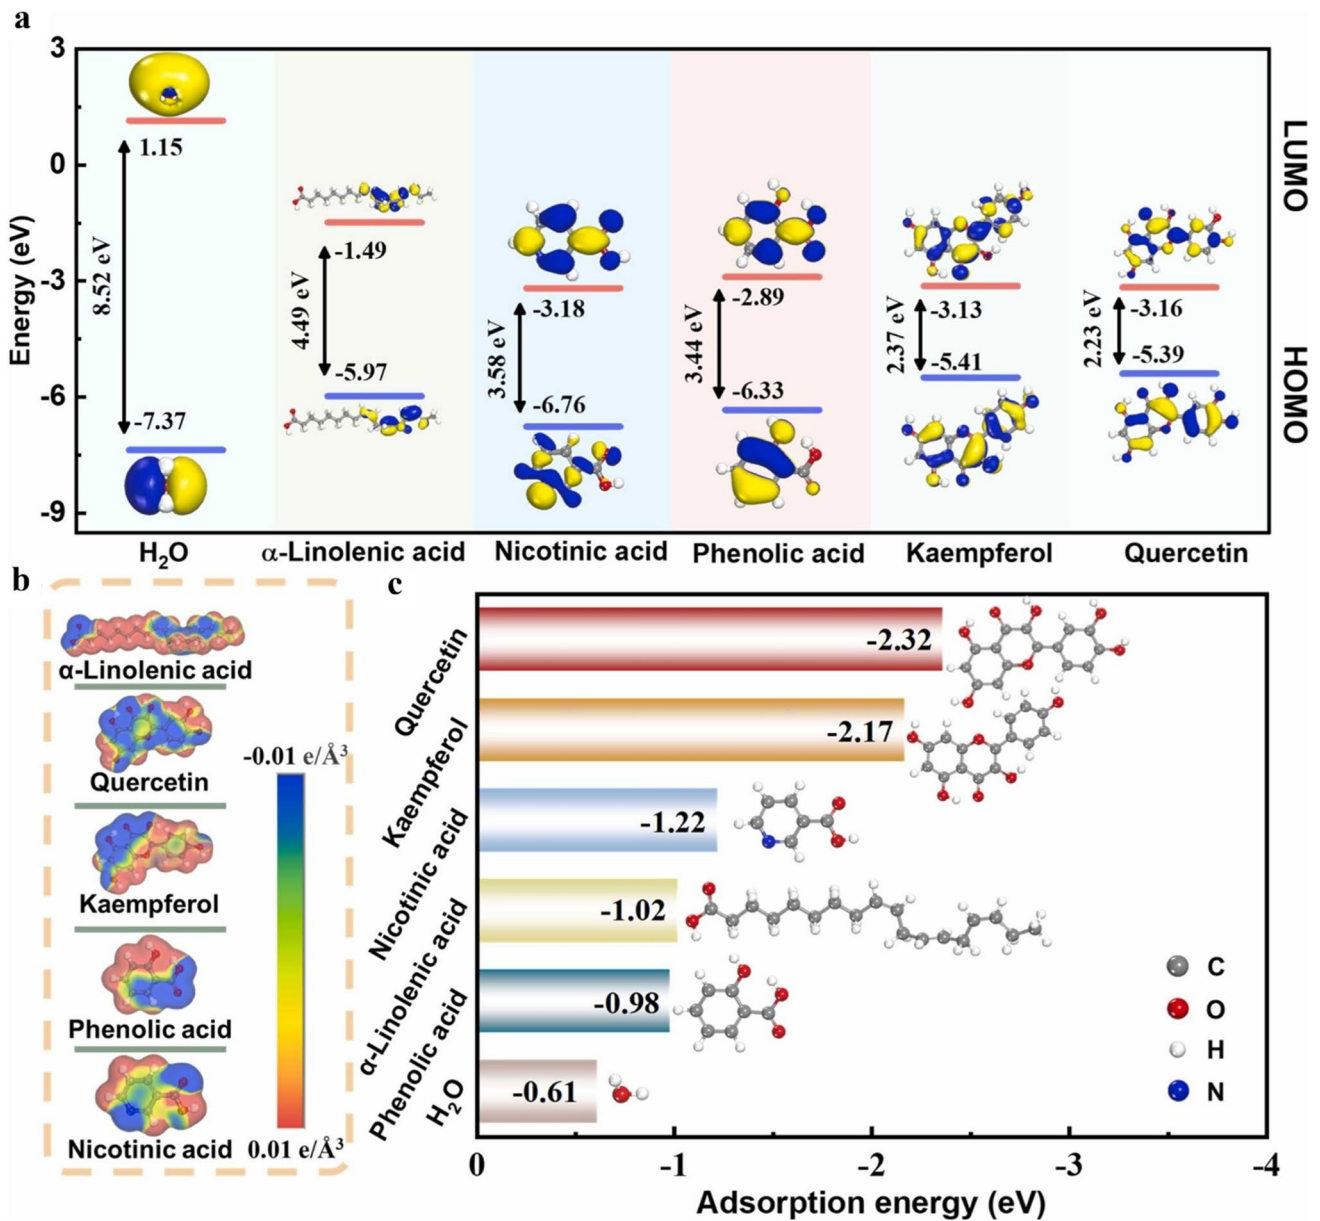 a
3
0
-3
-6
-9
Energy (eV)
LUMO
HOMO
1.15
8.52 eV
-7.37
-1.49
4.49 eV
-5.97
-3.18
3.58 eV
-6.76
-2.89
3.44 eV
-6.33
-3.13
2.37 eV
-5.41
-3.16
2.23 eV
-5.39
H₂O
α-Linolenic acid
Nicotinic acid
Phenolic acid
Kaempferol
Quercetin
b
α-Linolenic acid
Quercetin
Kaempferol
Phenolic acid
Nicotinic acid
-0.01 e/Å³
0.01 e/Å³
c
Quercetin
Kaempferol
Nicotinic acid
α-Linolenic acid
Phenolic acid
H₂O
-2.32
-2.17
-1.22
-1.02
-0.98
-0.61
C
O
H
N
0
-1
-2
-3
-4
Adsorption energy (eV)